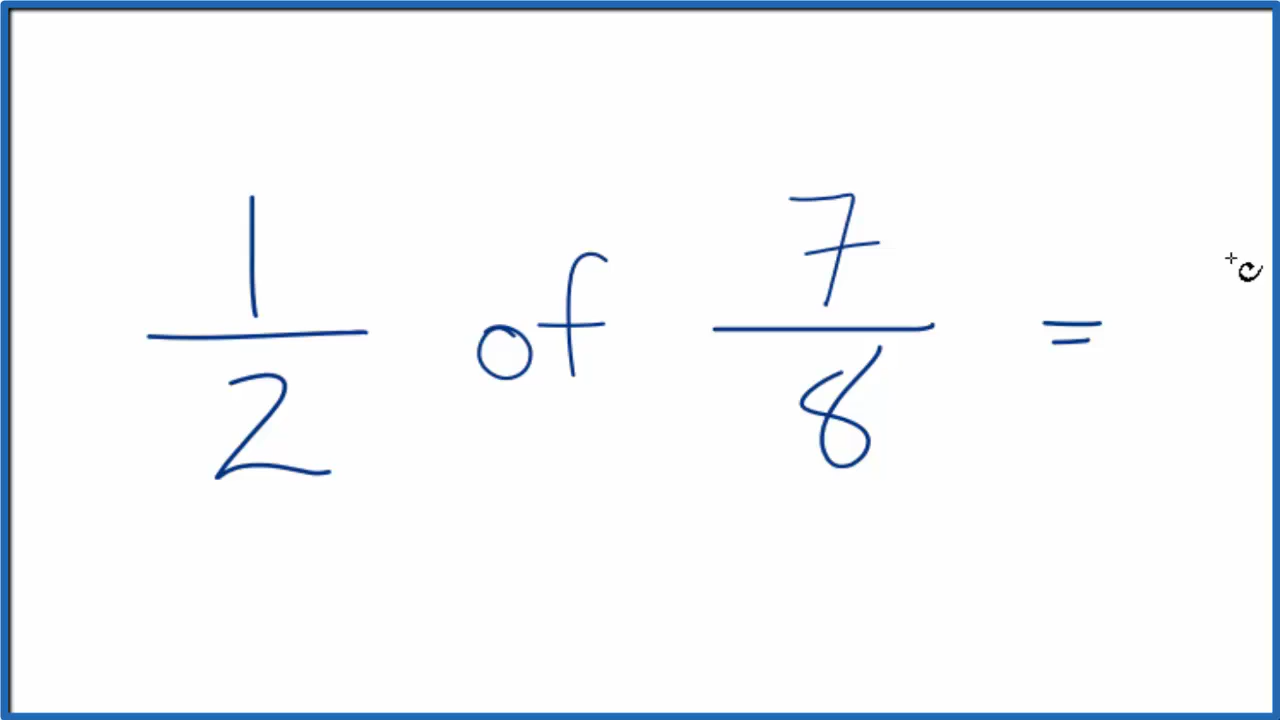 1/2 of 7/8 =